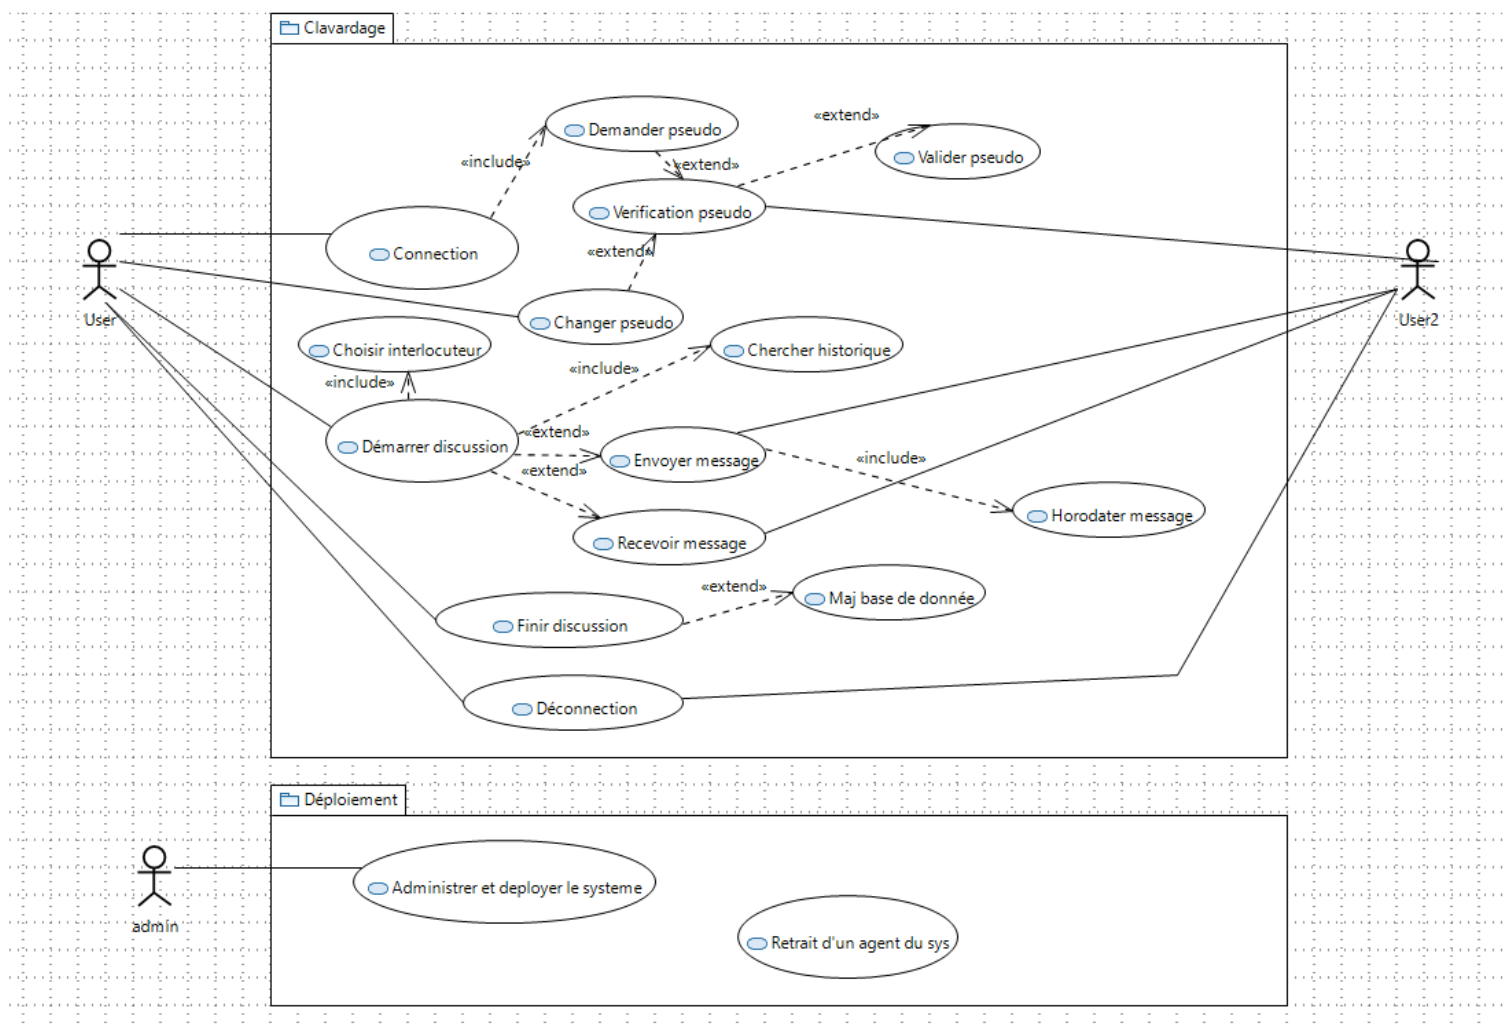 Clavardage
«extend»
Demander pseudo
«include»
«extend»
Valider pseudo
Verification pseudo
Connection
«extend»
User
User2
Changer pseudo
Choisir interlocuteur
Chercher historique
«include»
«include»
Démarrer discussion
«extend»
Envoyer message
«include»
«extend»
Horodater message
Recevoir message
«extend»
Maj base de donnée
Finir discussion
Déconnection
Déploiement
Administrer et deployer le systeme
admin
Retrait d'un agent du sys